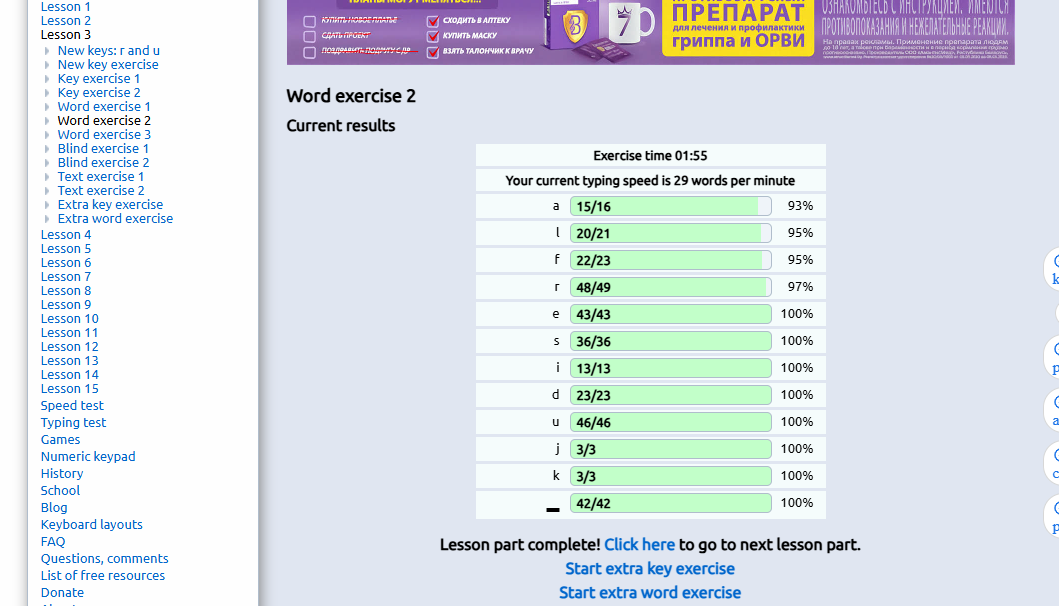 Lesson 1
Lesson 2
Lesson 3
New keys: r and u
New key exercise
Key exercise 1
Key exercise 2
Word exercise 1
Word exercise 2
Word exercise 3
Blind exercise 1
Blind exercise 2
Text exercise 1
Text exercise 2
Extra key exercise
Extra word exercise
Lesson 4
Lesson 5
Lesson 6
Lesson 7
Lesson 8
Lesson 9
Lesson 10
Lesson 11
Lesson 12
Lesson 13
Lesson 14
Lesson 15
Speed test
Typing test
Games
Numeric keypad
History
School
Blog
Keyboard layouts
FAQ
Questions, comments
List of free resources
Donate
КУПИТЬ НОВОЕ ПЛАТЬЕ
СДАТЬ ПРОЕКТ
ПОЗДРАВИТЬ ПОДРУГУ С ДР
СХОДИТЬ В АПТЕКУ
КУПИТЬ МАСКУ
ВЗЯТЬ ТАЛОНЧИК К ВРАЧУ
ПРЕПАРАТ
для лечения и профилактики
гриппа и ОРВИ
ОЗНАКОМЬТЕСЬ С ИНСТРУКЦИЕЙ. ИМЕЮТСЯ
ПРОТИВОПОКАЗАНИЯ И НЕЖЕЛАТЕЛЬНЫЕ РЕАКЦИИ.
На правах рекламы. Применение препарата людям
Word exercise 2
Current results
Exercise time 01:55
Your current typing speed is 29 words per minute
a 15/16 93%
l 20/21 95%
f 22/23 95%
r 48/49 97%
e 43/43 100%
s 36/36 100%
i 13/13 100%
d 23/23 100%
u 46/46 100%
j 3/3 100%
k 3/3 100%
_ 42/42 100%
Lesson part complete! Click here to go to next lesson part.
Start extra key exercise
Start extra word exercise